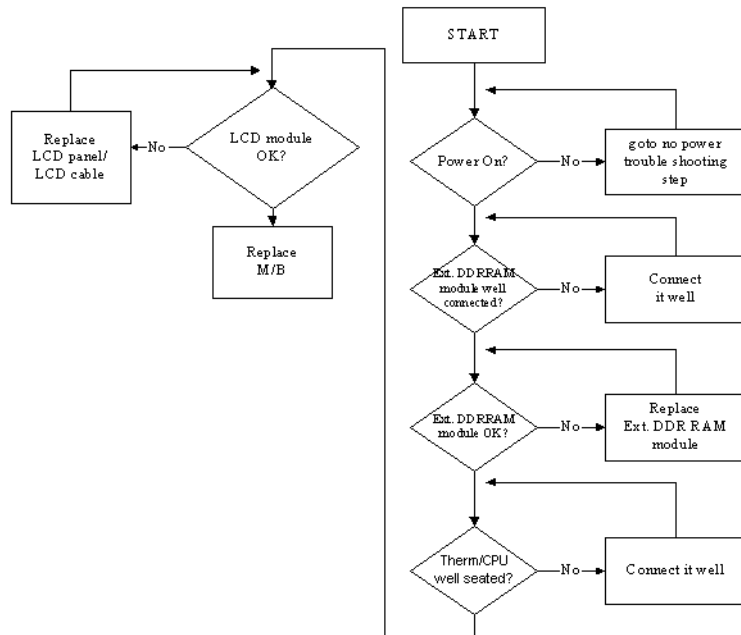 START
Power On?
No
goto no power
trouble shooting
step
Ext. DDRRAM
module well
connected?
No
Connect
it well
Ext. DDRRAM
module OK?
No
Replace
Ext. DDR RAM
module
Therm/CPU
well seated?
No
Connect it well
LCD module
OK?
No
Replace
LCD panel/
LCD cable
Replace
M/B